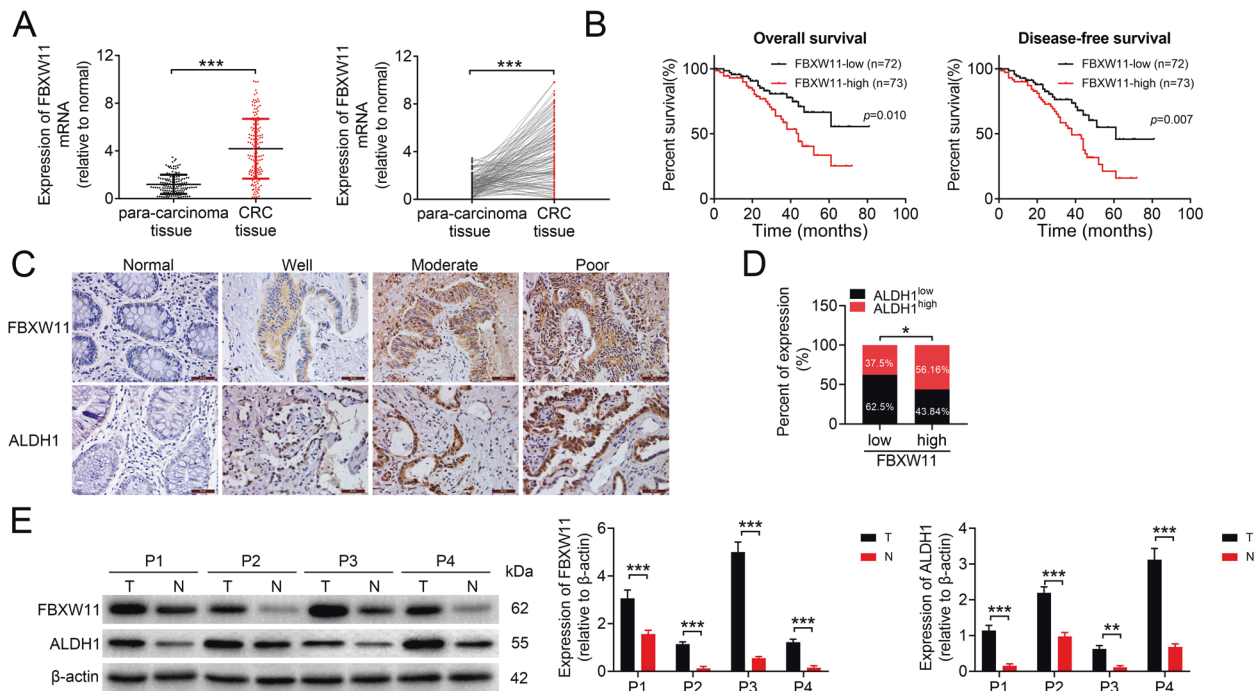 A
Expression of FBXW11
mRNA
(relative to normal)
12
8
4
0
***
para-carcinoma
tissue
CRC
tissue
Expression of FBXW11
mRNA
(relative to normal)
12
8
4
0
***
para-carcinoma
tissue
CRC
tissue
B
Overall survival
Percent survival(%)
100
50
0
FBXW11-low (n=72)
FBXW11-high (n=73)
p=0.010
0 20 40 60 80 100
Time (months)
Disease-free survival
Percent survival(%)
100
50
0
FBXW11-low (n=72)
FBXW11-high (n=73)
p=0.007
0 20 40 60 80 100
Time (months)
C
Normal Well Moderate Poor
FBXW11
ALDH1
D
ALDH1low
ALDH1high
Percent of expression
(%)
150
100
50
0
*
37.5% 56.16%
62.5% 43.84%
low high
FBXW11
E
P1 P2 P3 P4
T N T N T N T N kDa
FBXW11 62
ALDH1 55
β-actin 42
Expression of FBXW11
(relative to β-actin)
6
4
2
0
*** *** *** ***
T
N
P1 P2 P3 P4
Expression of ALDH1
(relative to β-actin)
4
3
2
1
0
*** *** ** ***
T
N
P1 P2 P3 P4